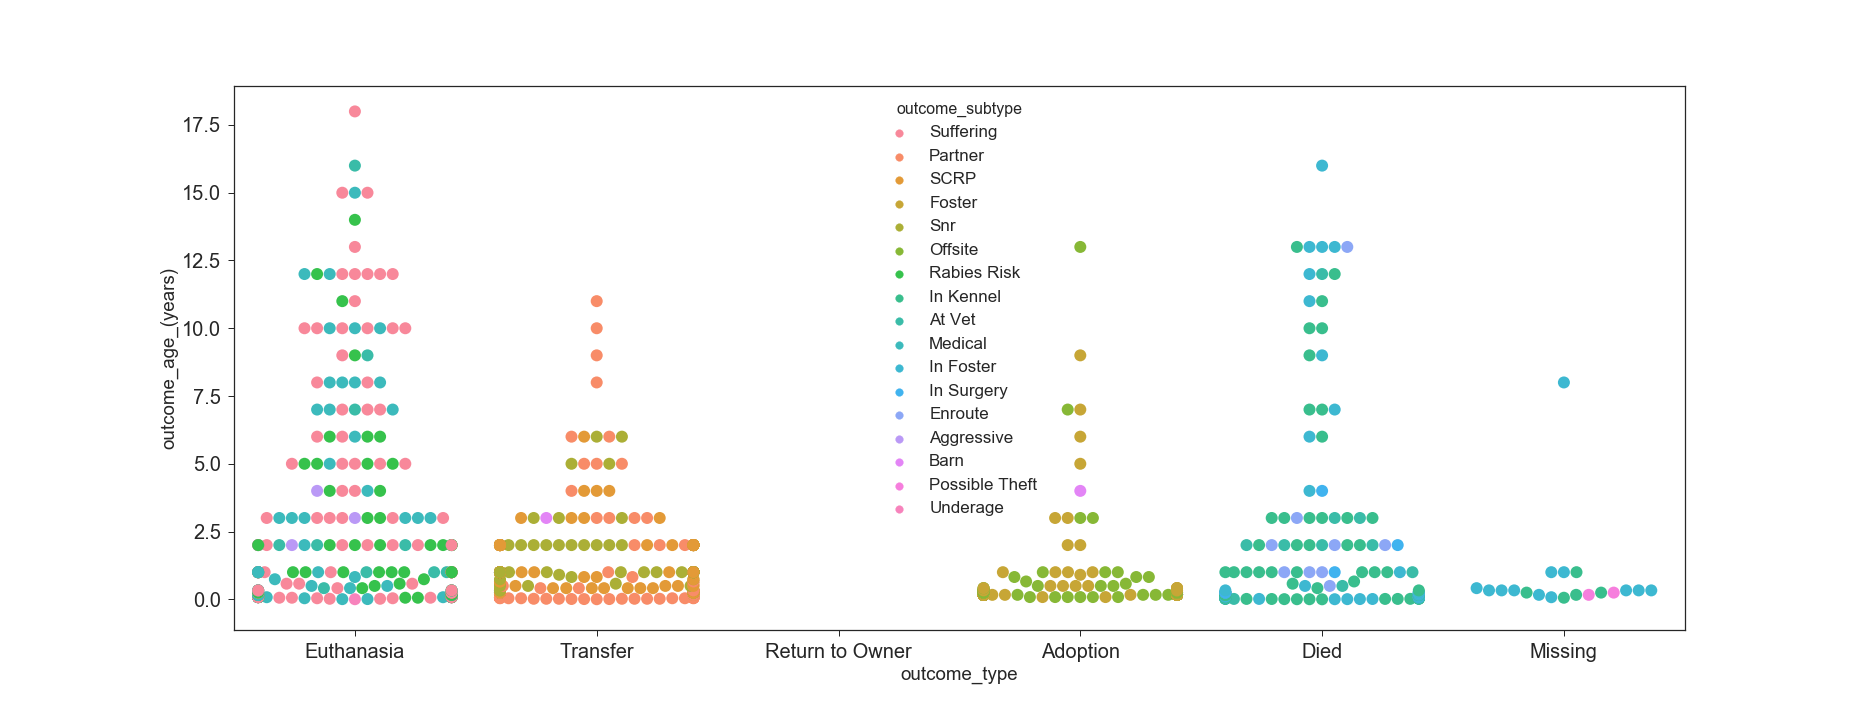 outcome_subtype
Suffering
Partner
SCRP
Foster
Snr
Offsite
Rabies Risk
In Kennel
At Vet
Medical
In Foster
In Surgery
Enroute
Aggressive
Barn
Possible Theft
Underage
17.5
15.0
12.5
10.0
7.5
5.0
2.5
0.0
outcome_age_(years)
Euthanasia Transfer Return to Owner Adoption Died Missing
outcome_type